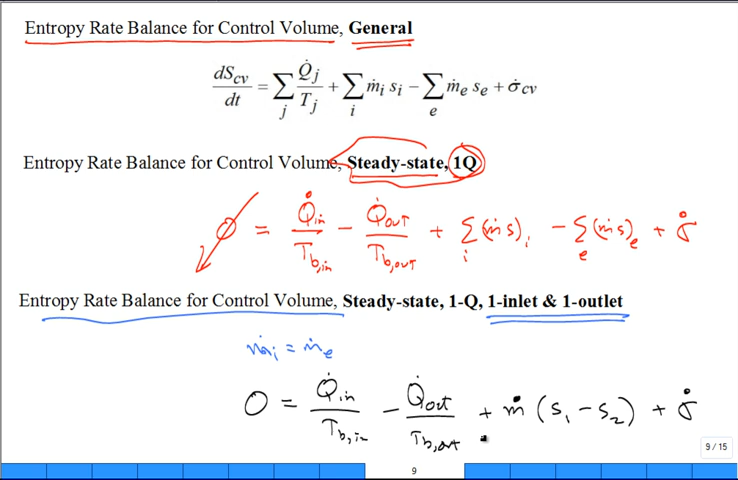 Entropy Rate Balance for Control Volume, General
dS_cv/dt = Σ_j Q̇_j/T_j + Σ_i ṁ_i s_i − Σ_e ṁ_e s_e + σ̇_cv
Entropy Rate Balance for Control Volume, Steady-state, 1Q
0 = Q̇_in/T_b,in − Q̇_out/T_b,out + Σ_i (ṁs)_i − Σ_e (ṁs)_e + σ̇
Entropy Rate Balance for Control Volume, Steady-state, 1-Q, 1-inlet & 1-outlet
ṁ_i = ṁ_e
0 = Q̇_in/T_b,in − Q̇_out/T_b,out + ṁ (s_1 − s_2) + σ̇
9 / 15
9